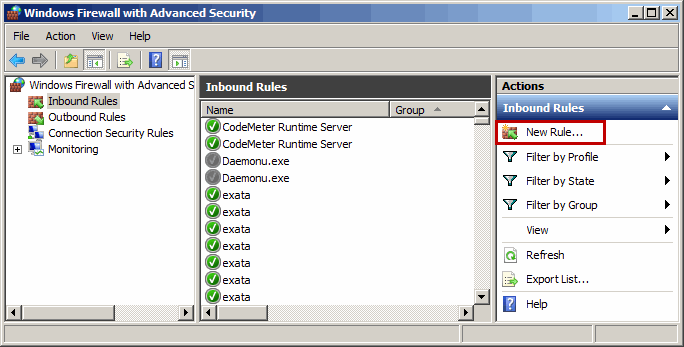 Windows Firewall with Advanced Security
File Action View Help
Windows Firewall with Advanced S
Inbound Rules
Outbound Rules
Connection Security Rules
Monitoring
Inbound Rules
Name Group
CodeMeter Runtime Server
CodeMeter Runtime Server
Daemonu.exe
Daemonu.exe
exata
exata
exata
exata
exata
exata
exata
Actions
Inbound Rules
New Rule...
Filter by Profile
Filter by State
Filter by Group
View
Refresh
Export List...
Help